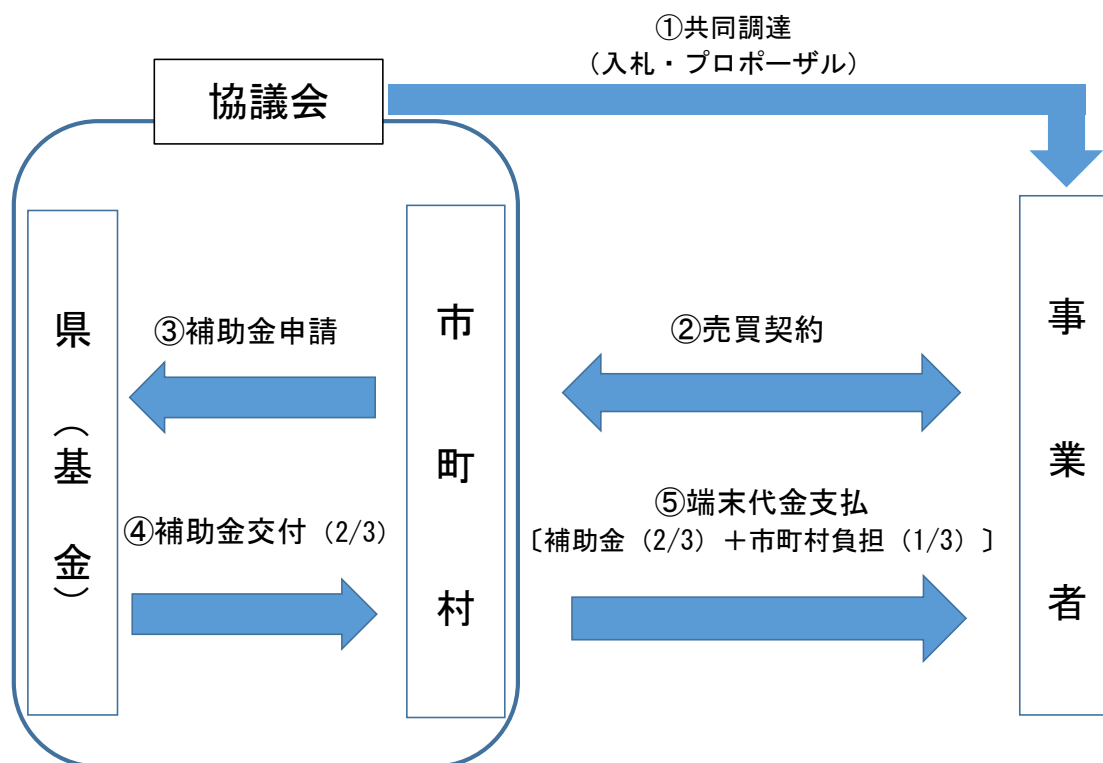 ①共同調達
（入札・プロポーザル）
協議会
県（基金）
市町村
事業者
③補助金申請
②売買契約
④補助金交付（2/3）
⑤端末代金支払
〔補助金（2/3）＋市町村負担（1/3）〕